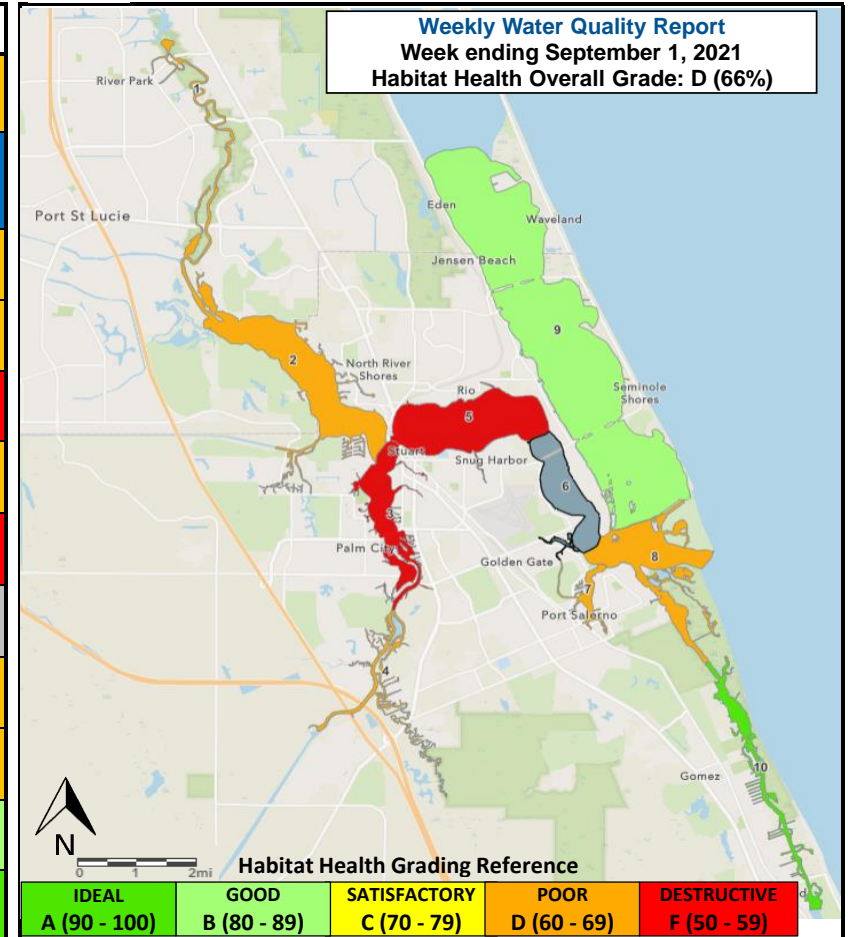 Weekly Water Quality Report
Week ending September 1, 2021
Habitat Health Overall Grade: D (66%)
River Park
1
Port St Lucie
Eden
Waveland
Jensen Beach
9
2
North River
Shores
Rio
Seminole
Shores
5
Stuart
Snug Harbor
6
3
Palm City
Golden Gate
8
7
Port Salerno
4
10
Gomez
N
0 1 2mi
Habitat Health Grading Reference
IDEAL
A (90 - 100)
GOOD
B (80 - 89)
SATISFACTORY
C (70 - 79)
POOR
D (60 - 69)
DESTRUCTIVE
F (50 - 59)